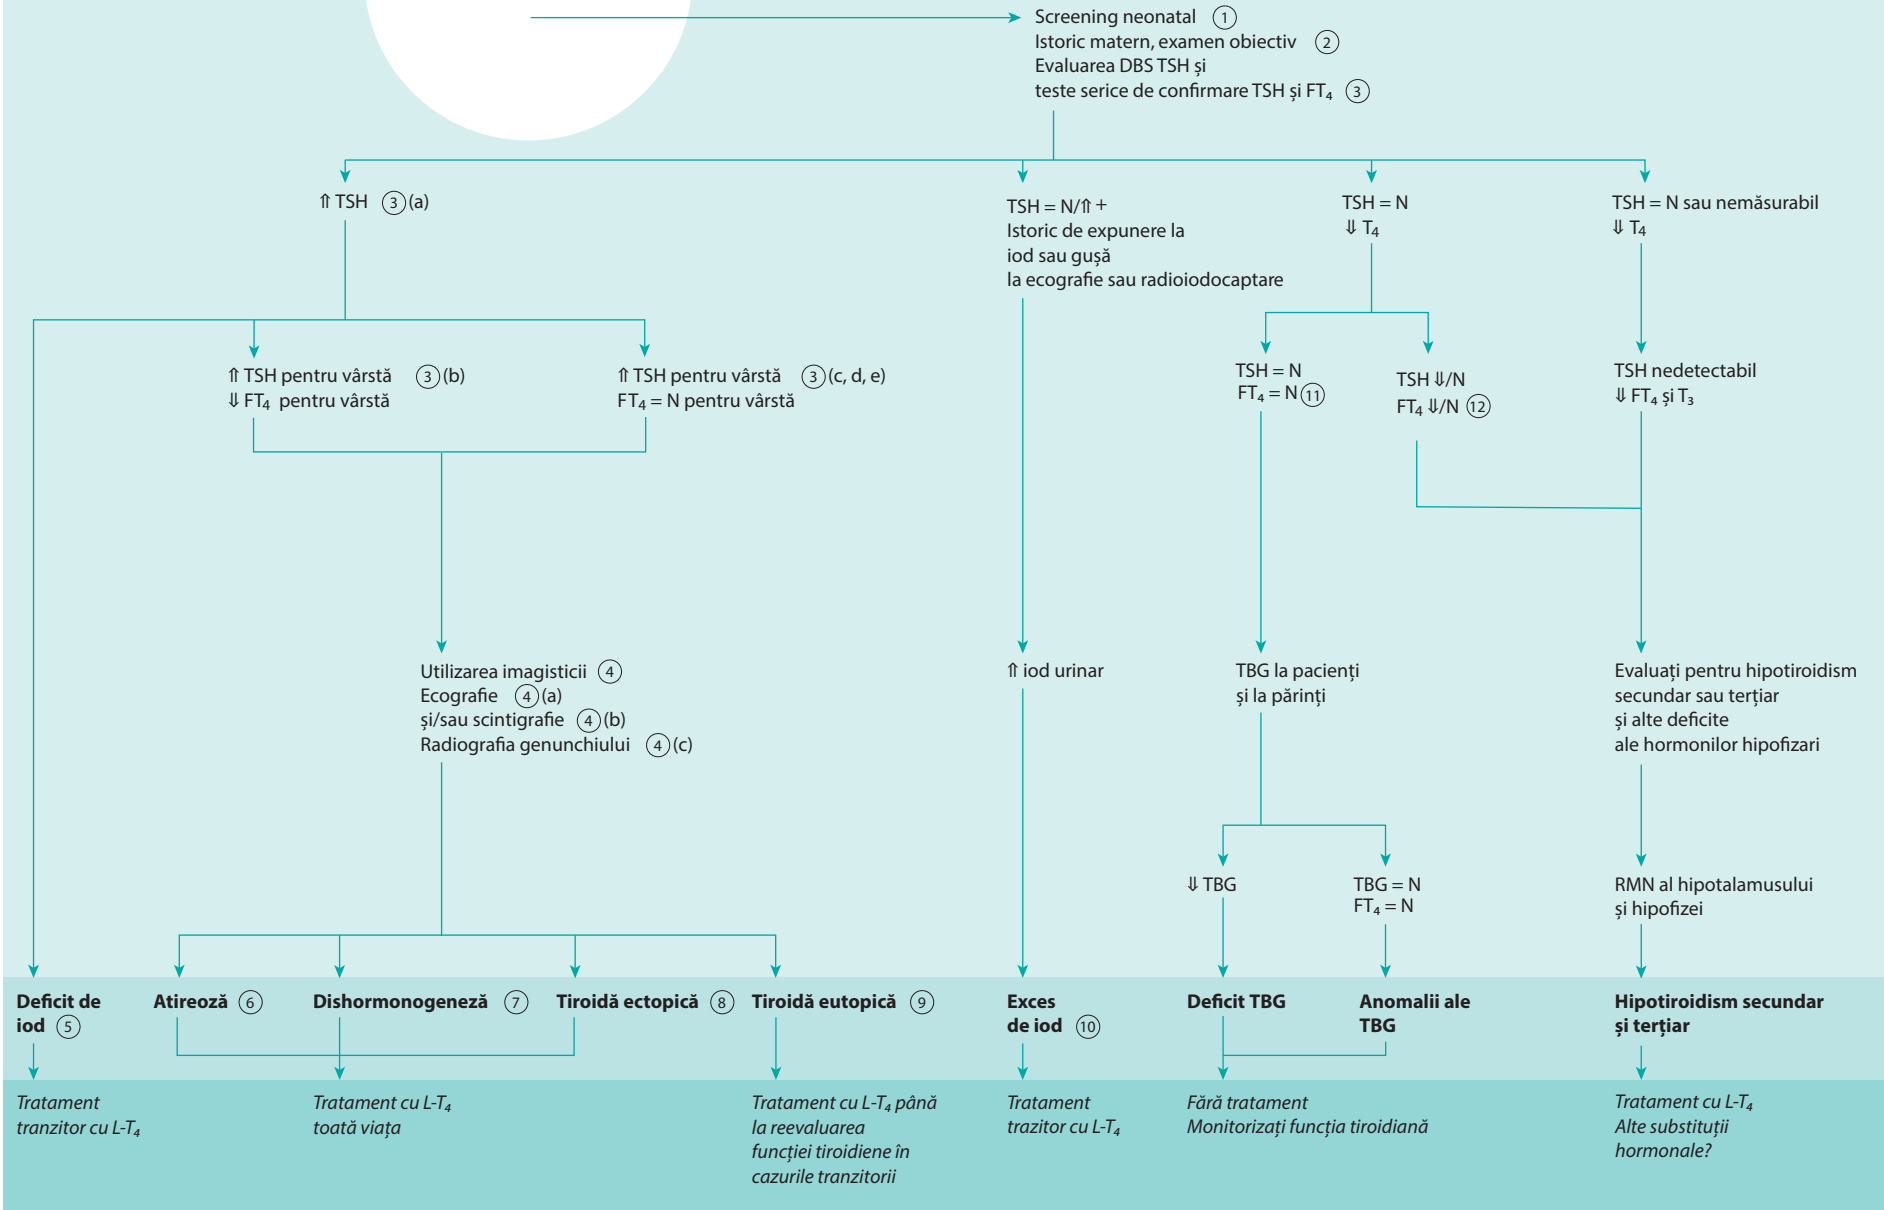 Screening neonatal ①
Istoric matern, examen obiectiv ②
Evaluarea DBS TSH și
teste serice de confirmare TSH și FT₄ ③
⇑ TSH ③ (a)
TSH = N/⇑ +
Istoric de expunere la
iod sau gușă
la ecografie sau radioiodocaptare
TSH = N
⇓ T₄
TSH = N sau nemăsurabil
⇓ T₄
⇑ TSH pentru vârstă ③ (b)
⇓ FT₄ pentru vârstă
⇑ TSH pentru vârstă ③ (c, d, e)
FT₄ = N pentru vârstă
TSH = N
FT₄ = N ⑪
TSH ⇓/N
FT₄ ⇓/N ⑫
TSH nedetectabil
⇓ FT₄ și T₃
Utilizarea imagisticii ④
Ecografie ④ (a)
și/sau scintigrafie ④ (b)
Radiografia genunchiului ④ (c)
⇑ iod urinar
TBG la pacienți
și la părinți
Evaluați pentru hipotiroidism
secundar sau terțiar
și alte deficite
ale hormonilor hipofizari
⇓ TBG
TBG = N
FT₄ = N
RMN al hipotalamusului
și hipofizei
Deficit de
iod ⑤
Atireoză ⑥
Dishormonogeneză ⑦
Tiroidă ectopică ⑧
Tiroidă eutopică ⑨
Exces
de iod ⑩
Deficit TBG
Anomalii ale
TBG
Hipotiroidism secundar
și terțiar
Tratament
tranzitor cu L-T₄
Tratament cu L-T₄
toată viața
Tratament cu L-T₄ până
la reevaluarea
funcției tiroidiene în
cazurile tranzitorii
Tratament
trazitor cu L-T₄
Fără tratament
Monitorizați funcția tiroidiană
Tratament cu L-T₄
Alte substituții
hormonale?